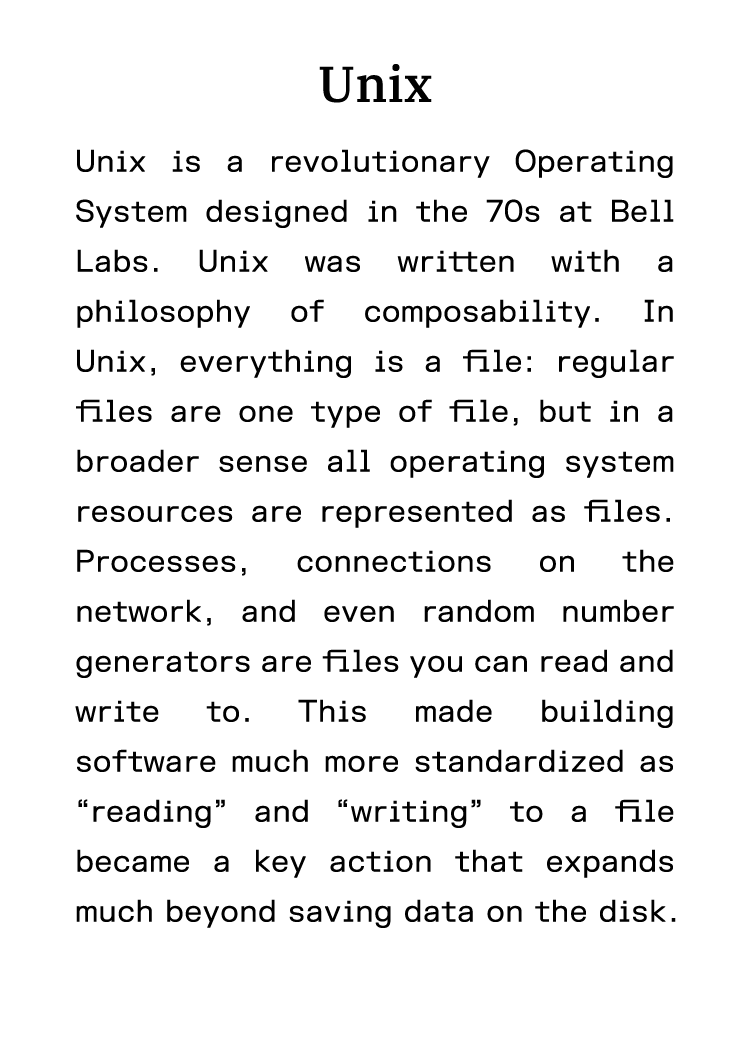 Unix
Unix is a revolutionary Operating
System designed in the 70s at Bell
Labs. Unix was written with a
philosophy of composability. In
Unix, everything is a file: regular
files are one type of file, but in a
broader sense all operating system
resources are represented as files.
Processes, connections on the
network, and even random number
generators are files you can read and
write to. This made building
software much more standardized as
“reading” and “writing” to a file
became a key action that expands
much beyond saving data on the disk.